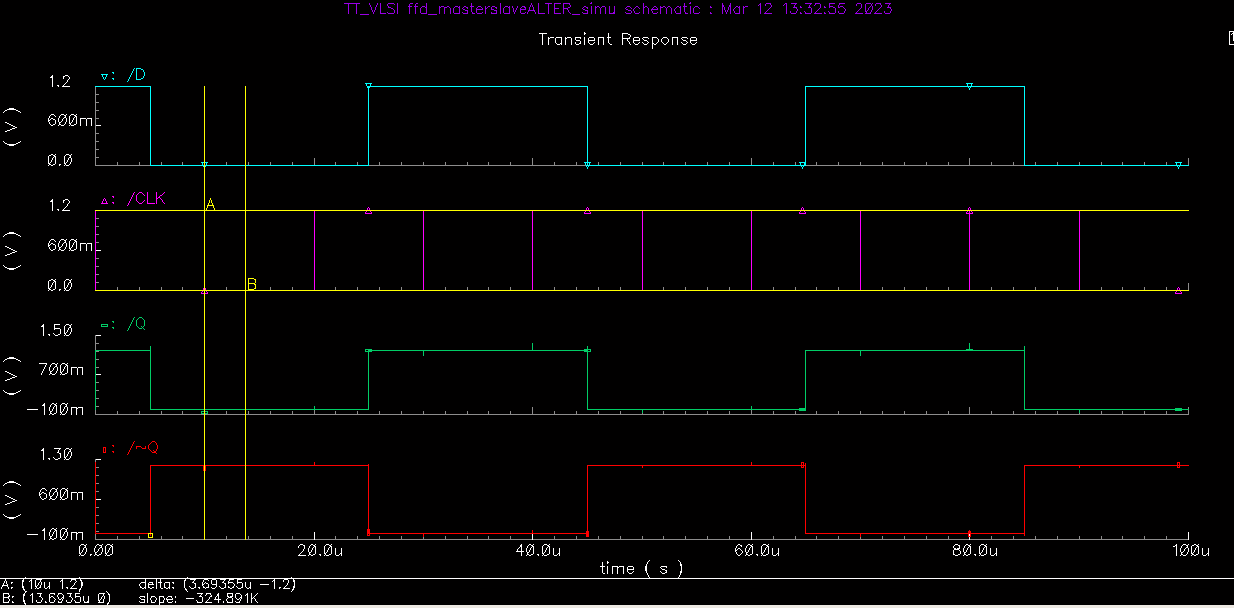 TT_VLSI ffd_masterslaveALTER_simu schematic : Mar 12 13:32:55 2023
Transient Response
/D
1.2
600m
0.0
(V)
/CLK
1.2
600m
0.0
(V)
A
B
/Q
1.50
700m
-100m
(V)
/~Q
1.30
600m
-100m
(V)
0.00 20.0u 40.0u 60.0u 80.0u 100u
time ( s )
A: (10u 1.2) delta: (3.69355u -1.2)
B: (13.6935u 0) slope: -324.891K